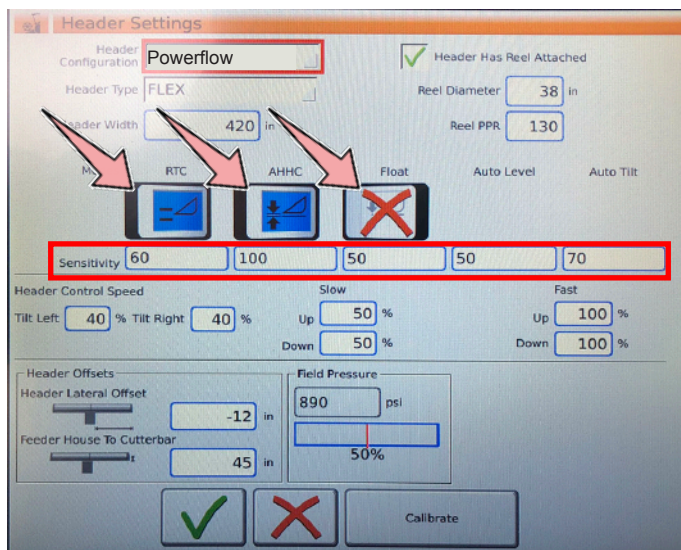 Header Settings
Header Configuration Powerflow
Header Has Reel Attached
Header Type FLEX
Reel Diameter 38 in
Header Width 420 in
Reel PPR 130
RTC AHHC Float Auto Level Auto Tilt
Sensitivity 60 100 50 50 70
Header Control Speed Slow Fast
Tilt Left 40 % Tilt Right 40 % Up 50 % Up 100 %
Down 50 % Down 100 %
Header Offsets Field Pressure
Header Lateral Offset 890 psi
-12 in
Feeder House To Cutterbar 50%
45 in
Calibrate